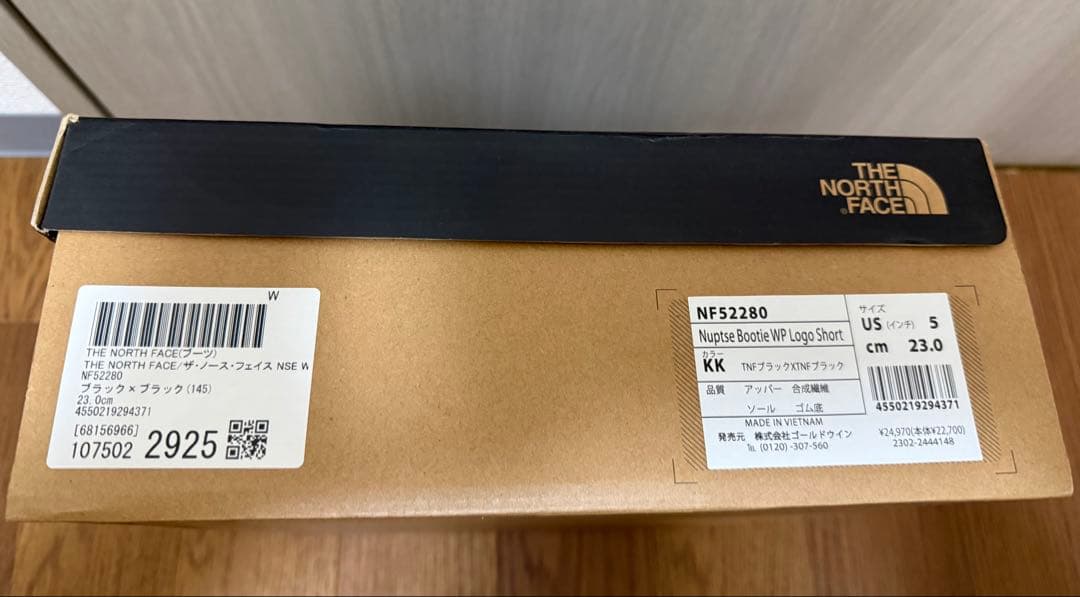 THE
NORTH
FACE
W
THE NORTH FACE(ブーツ)
THE NORTH FACE/ザ・ノース・フェイス NSE W
NF52280
ブラック×ブラック(145)
23.0cm
4550219294371
[68156966]
107502 2925
NF52280
Nuptse Bootie WP Logo Short
カラー
KK TNFブラックXTNFブラック
品質 アッパー 合成繊維
ソール ゴム底
MADE IN VIETNAM
発売元 株式会社ゴールドウイン
℡ (0120) -307-560
サイズ
US (インチ) 5
cm 23.0
4550219294371
¥24,970(本体¥22,700)
2302-2444148